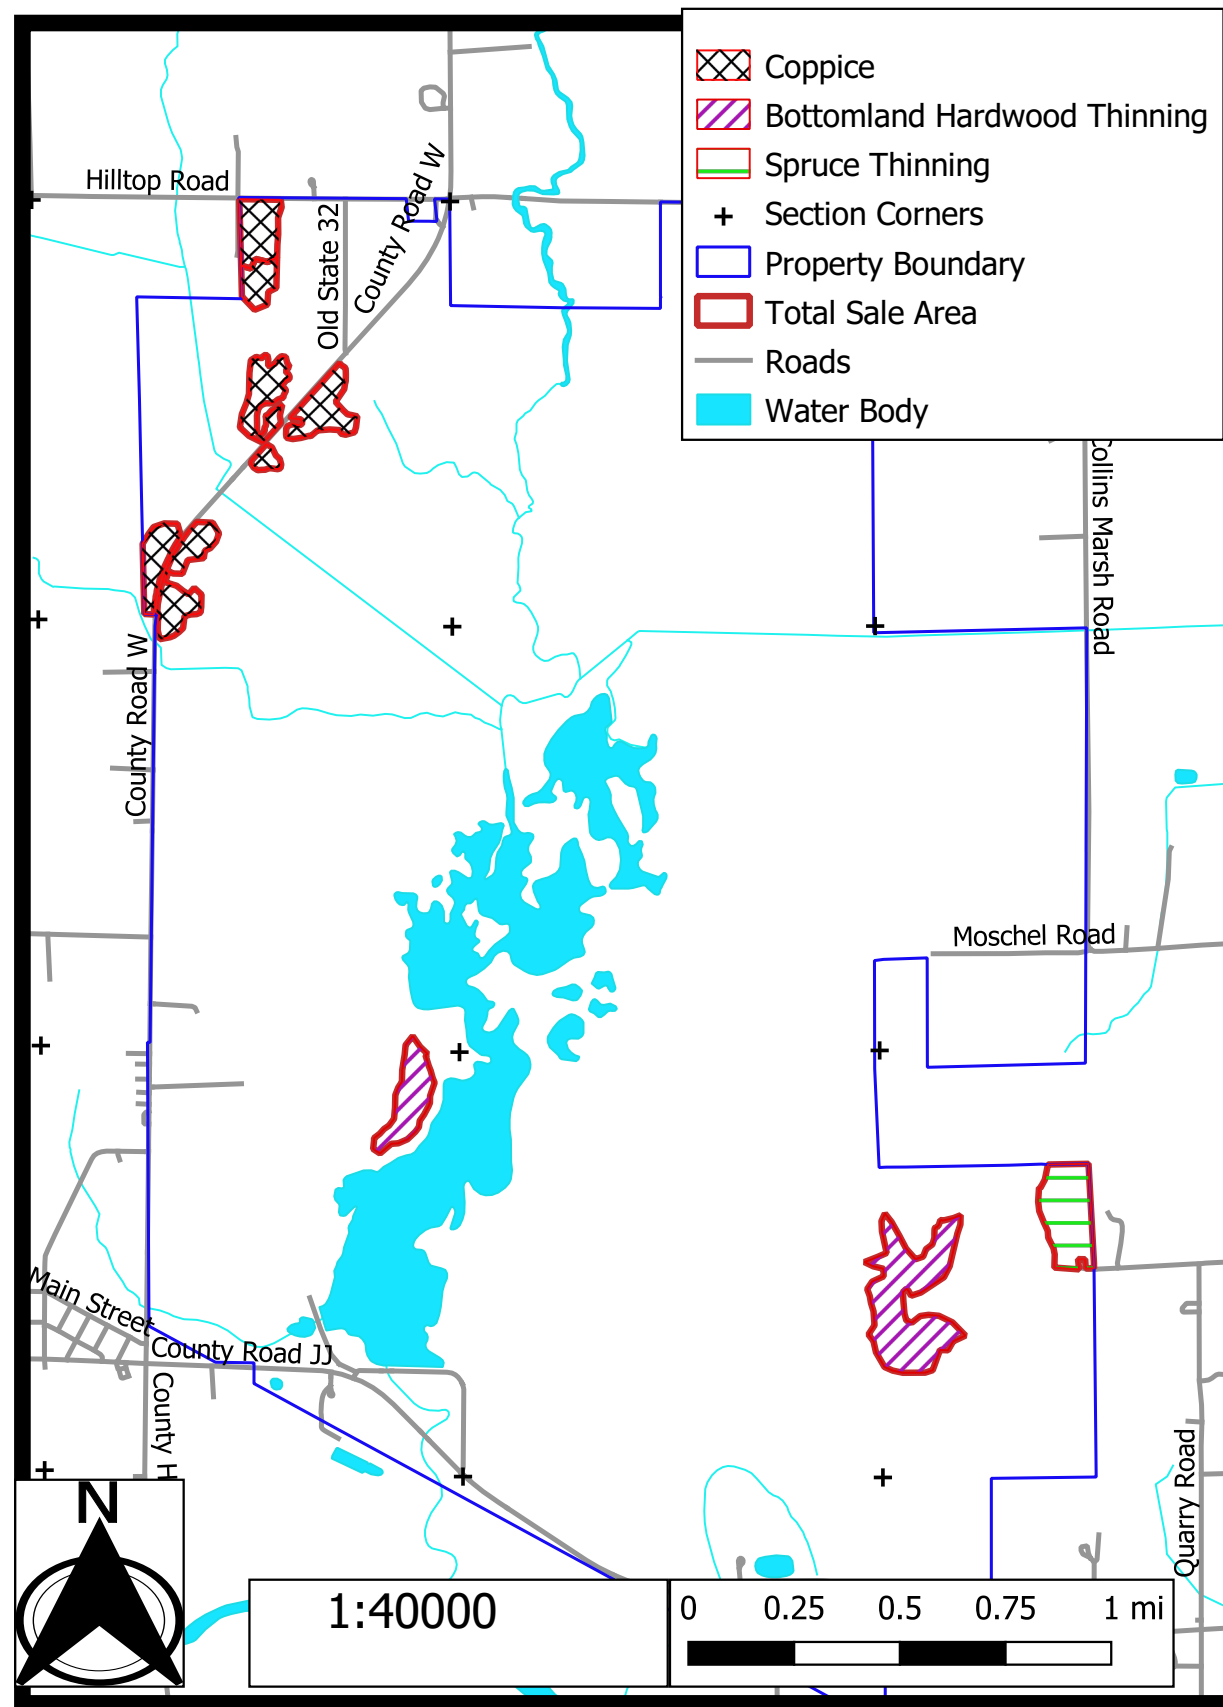 Coppice
Bottomland Hardwood Thinning
Spruce Thinning
Section Corners
Property Boundary
Total Sale Area
Roads
Water Body
Hilltop Road
Old State 32
County Road W
Collins Marsh Road
County Road W
Moschel Road
Main Street
County Road JJ
County H
Quarry Road
N
1:40000
0 0.25 0.5 0.75 1 mi